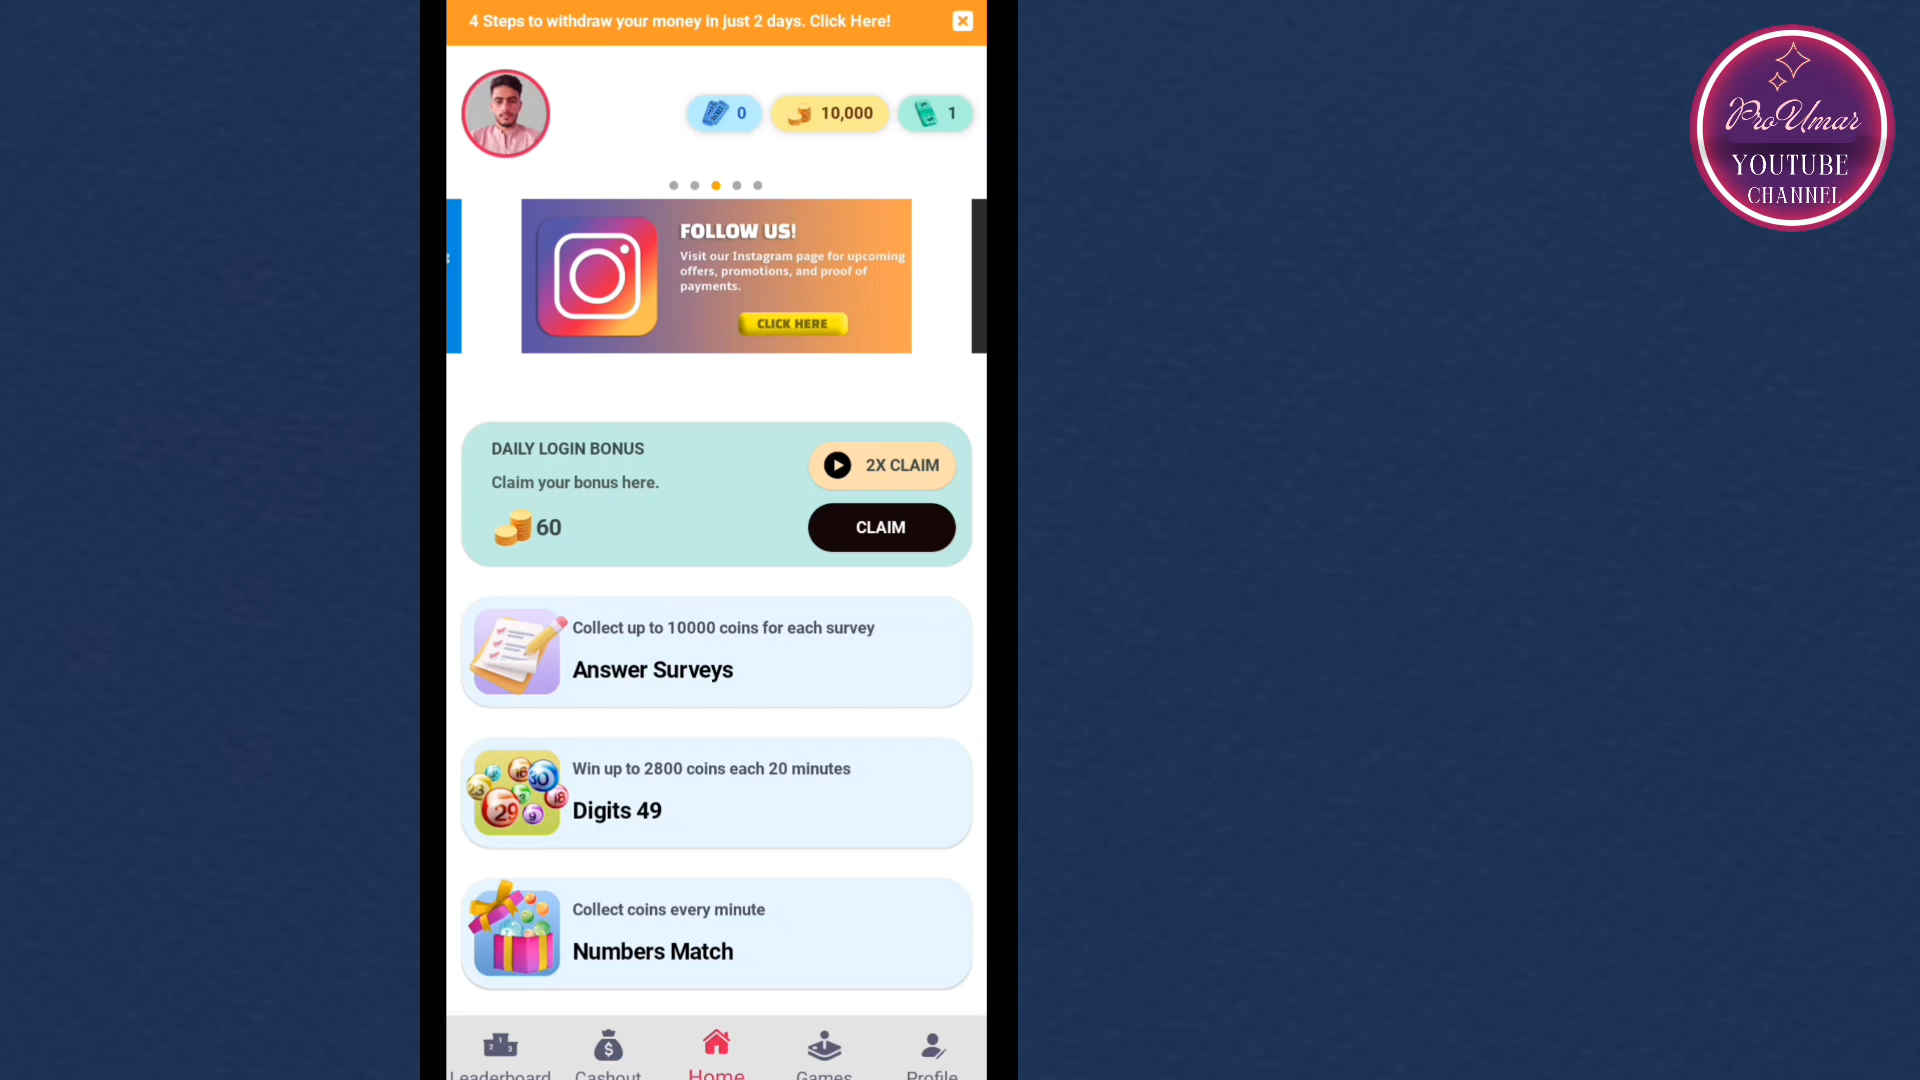 4 Steps to withdraw your money in just 2 days. Click Here!
0
10,000
1
FOLLOW US!
Visit our Instagram page for upcoming
offers, promotions, and proof of
payments.
CLICK HERE
DAILY LOGIN BONUS
Claim your bonus here.
60
2X CLAIM
CLAIM
Collect up to 10000 coins for each survey
Answer Surveys
Win up to 2800 coins each 20 minutes
Digits 49
Collect coins every minute
Numbers Match
Leaderboard
Cashout
Home
Games
Profile
ProUmar
YOUTUBE
CHANNEL